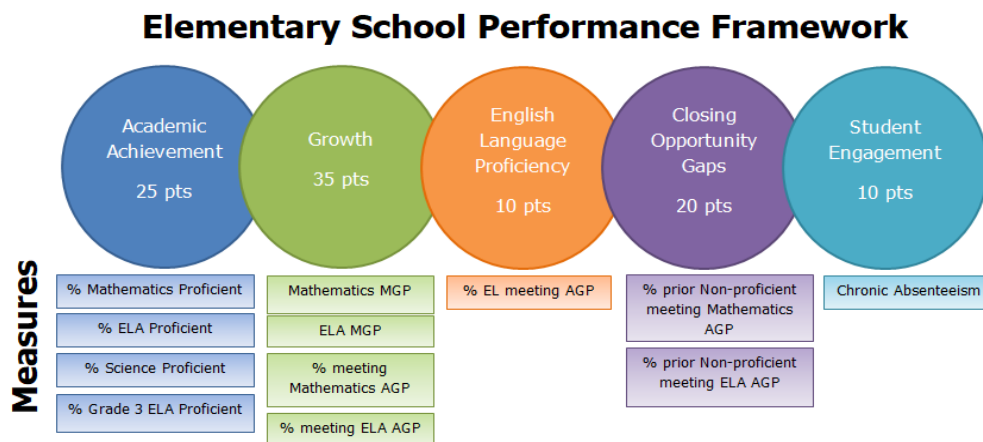 Elementary School Performance Framework
Academic
Achievement
25 pts
Growth
35 pts
English
Language
Proficiency
10 pts
Closing
Opportunity
Gaps
20 pts
Student
Engagement
10 pts
Measures
% Mathematics Proficient
% ELA Proficient
% Science Proficient
% Grade 3 ELA Proficient
Mathematics MGP
ELA MGP
% meeting
Mathematics AGP
% meeting ELA AGP
% EL meeting AGP
% prior Non-proficient
meeting Mathematics
AGP
% prior Non-proficient
meeting ELA AGP
Chronic Absenteeism